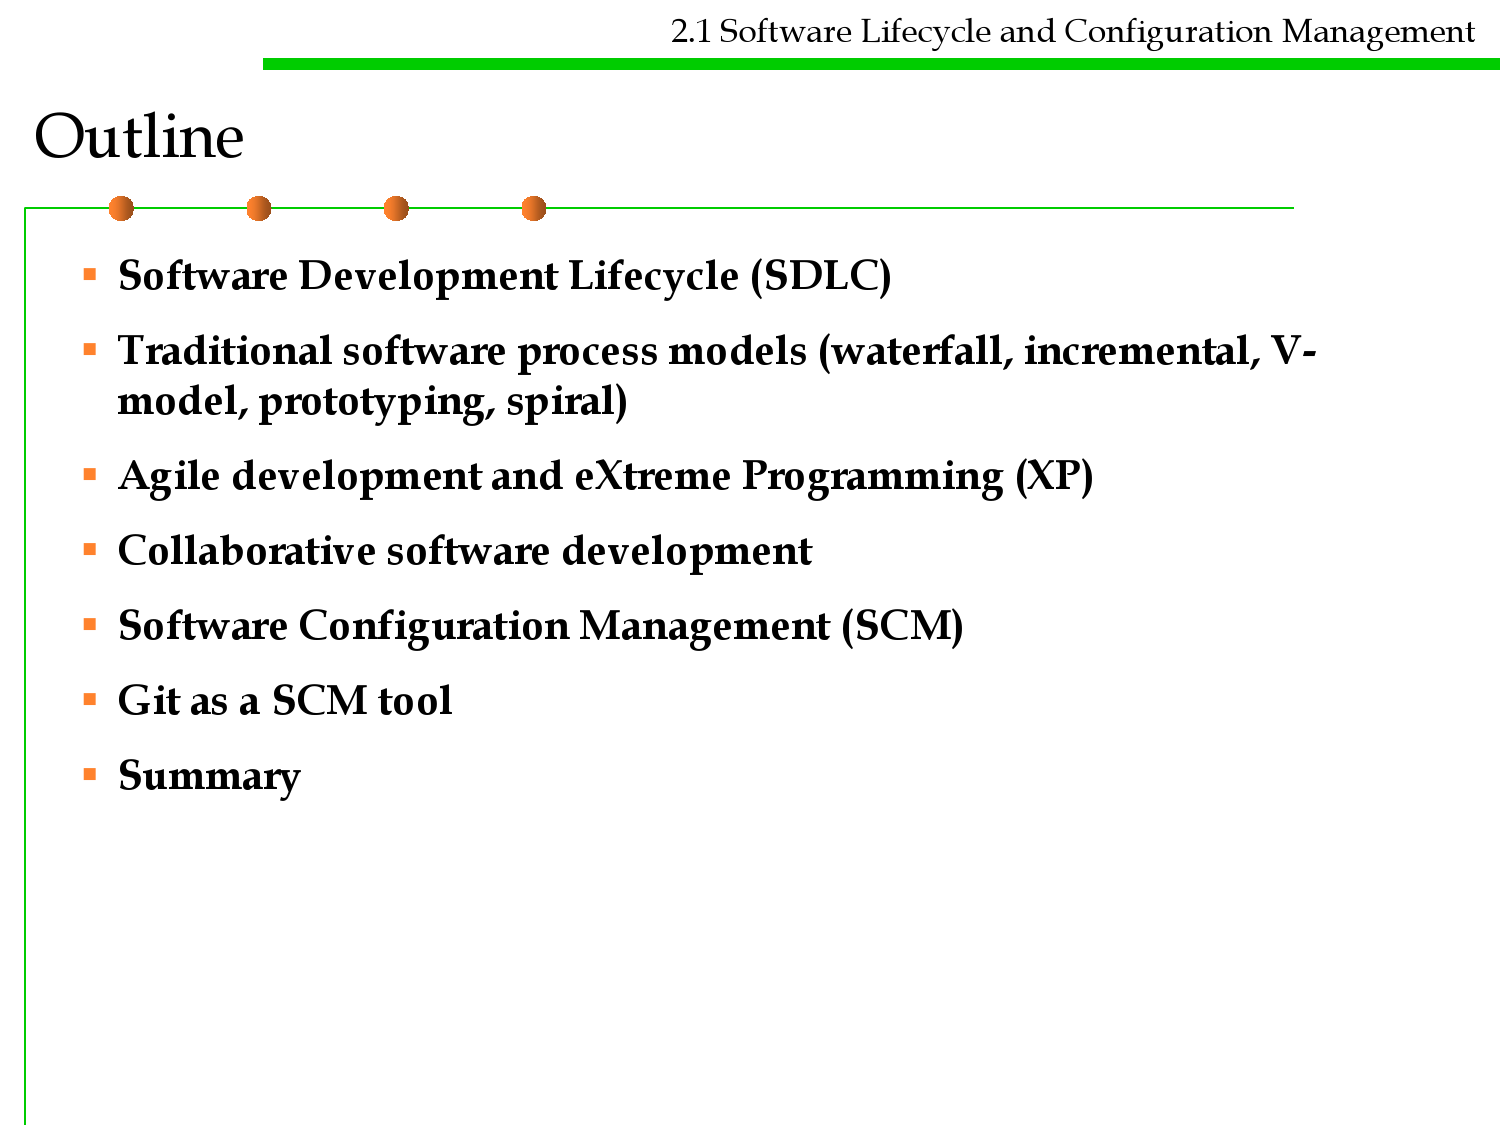 2.1 Software Lifecycle and Configuration Management
Outline
▪ Software Development Lifecycle (SDLC)
▪ Traditional software process models (waterfall, incremental, V-
model, prototyping, spiral)
▪ Agile development and eXtreme Programming (XP)
▪ Collaborative software development
▪ Software Configuration Management (SCM)
▪ Git as a SCM tool
▪ Summary